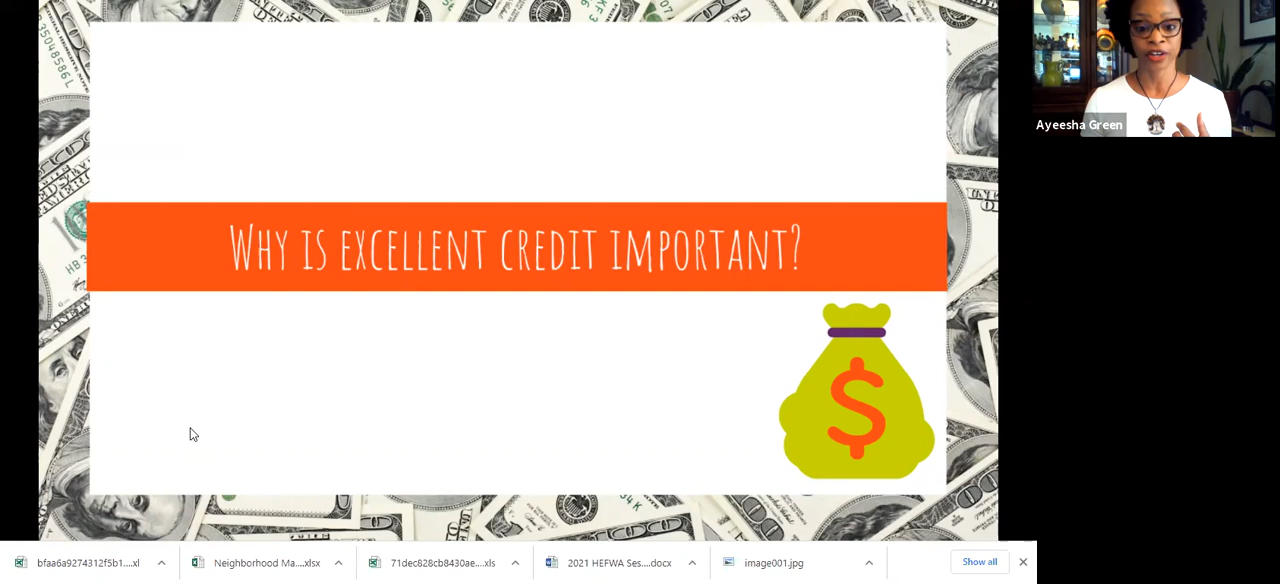 WHY IS EXCELLENT CREDIT IMPORTANT?
$
Ayeesha Green
bfaa6a9274312f5b1....xl
Neighborhood Ma....xlsx
71dec828cb8430ae....xls
2021 HEFWA Ses....docx
image001.jpg
Show all